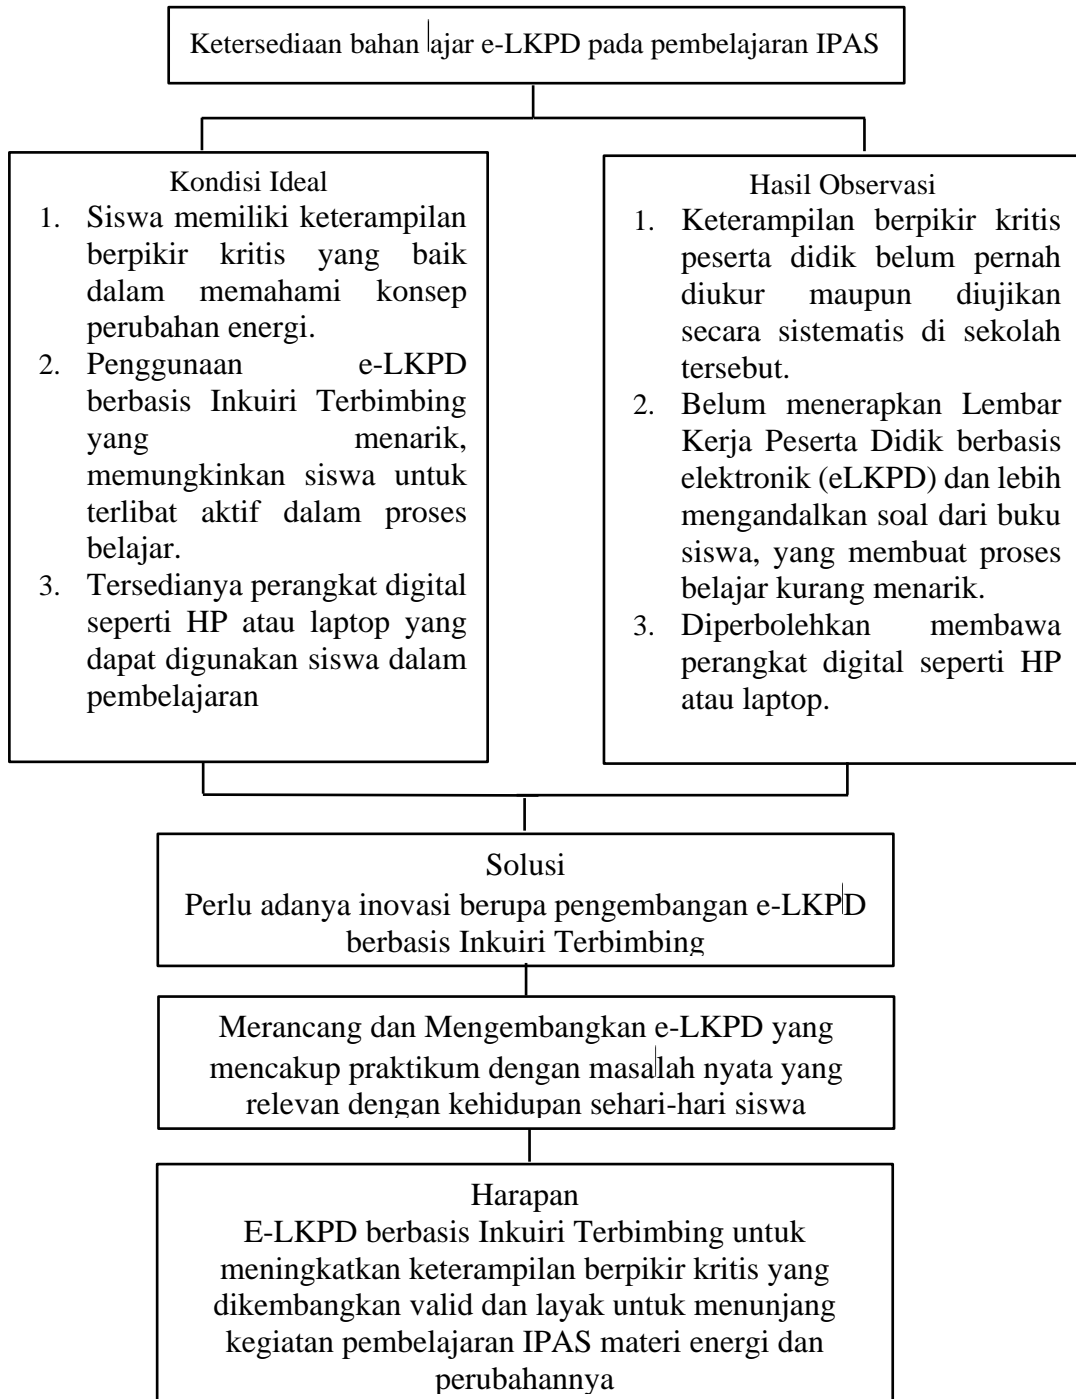 Ketersediaan bahan ajar e-LKPD pada pembelajaran IPAS
Kondisi Ideal
1. Siswa memiliki keterampilan
berpikir kritis yang baik
dalam memahami konsep
perubahan energi.
2. Penggunaan e-LKPD
berbasis Inkuiri Terbimbing
yang menarik,
memungkinkan siswa untuk
terlibat aktif dalam proses
belajar.
3. Tersedianya perangkat digital
seperti HP atau laptop yang
dapat digunakan siswa dalam
pembelajaran
Hasil Observasi
1. Keterampilan berpikir kritis
peserta didik belum pernah
diukur maupun diujikan
secara sistematis di sekolah
tersebut.
2. Belum menerapkan Lembar
Kerja Peserta Didik berbasis
elektronik (eLKPD) dan lebih
mengandalkan soal dari buku
siswa, yang membuat proses
belajar kurang menarik.
3. Diperbolehkan membawa
perangkat digital seperti HP
atau laptop.
Solusi
Perlu adanya inovasi berupa pengembangan e-LKPD
berbasis Inkuiri Terbimbing
Merancang dan Mengembangkan e-LKPD yang
mencakup praktikum dengan masalah nyata yang
relevan dengan kehidupan sehari-hari siswa
Harapan
E-LKPD berbasis Inkuiri Terbimbing untuk
meningkatkan keterampilan berpikir kritis yang
dikembangkan valid dan layak untuk menunjang
kegiatan pembelajaran IPAS materi energi dan
perubahannya